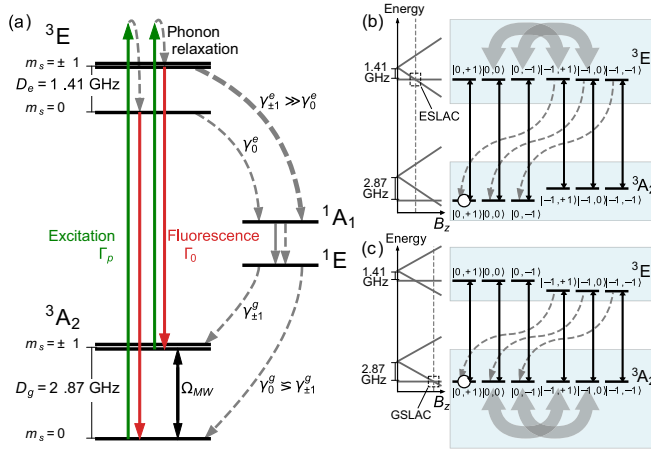 (a)
³E
Phonon
relaxation
m_s = ± 1
D_e = 1 .41 GHz
m_s = 0
γ^e_±1 ≫ γ^e_0
γ^e_0
¹A₁
¹E
Excitation
Γ_p
Fluorescence
Γ_0
³A₂
γ^g_±1
m_s = ± 1
D_g = 2 .87 GHz
Ω_MW
γ^g_0 ≶ γ^g_±1
m_s = 0
(b)
Energy
³E
1.41
GHz
|0,+1⟩ |0,0⟩ |0,−1⟩ |−1,+1⟩ |−1,0⟩ |−1,−1⟩
ESLAC
2.87
GHz
³A₂
|−1,+1⟩ |−1,0⟩ |−1,−1⟩
|0,+1⟩ |0,0⟩ |0,−1⟩
B_z
(c)
Energy
³E
1.41
GHz
|0,+1⟩ |0,0⟩ |0,−1⟩
|−1,+1⟩ |−1,0⟩ |−1,−1⟩
2.87
GHz
³A₂
|0,+1⟩ |0,0⟩ |0,−1⟩ |−1,+1⟩ |−1,0⟩ |−1,−1⟩
GSLAC
B_z